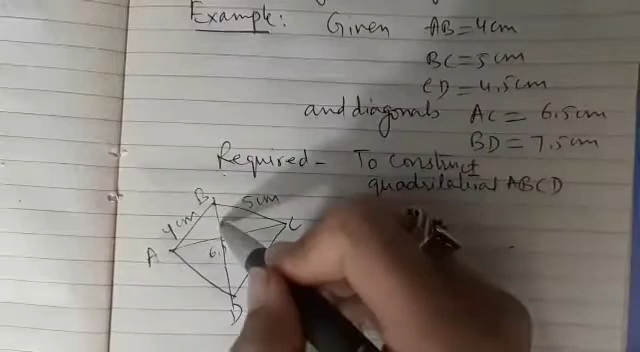 Example: Given AB=4cm
BC=5cm
CD=4.5cm
and diagonals AC=6.5cm
BD=7.5cm
Required - To construct
quadrilateral ABCD
B 5cm
4cm C
A 6.
D